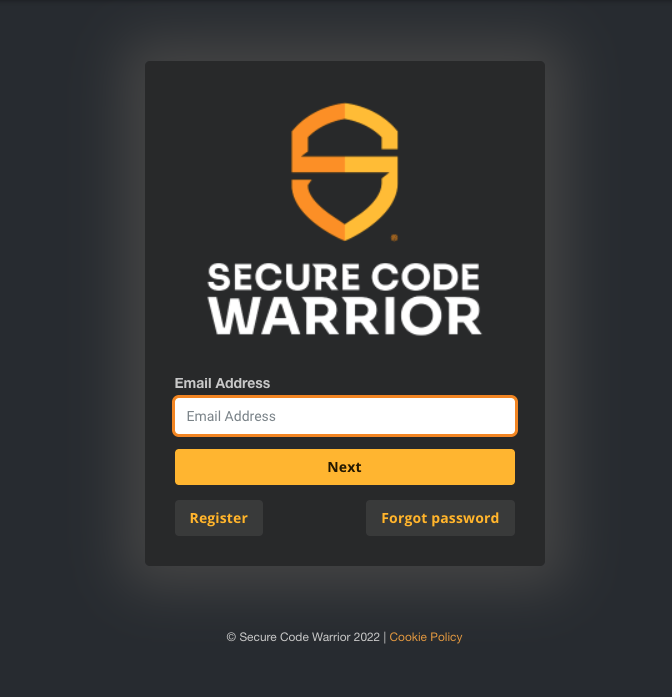 SECURE CODE
WARRIOR
Email Address
Email Address
Next
Register
Forgot password
© Secure Code Warrior 2022 | Cookie Policy